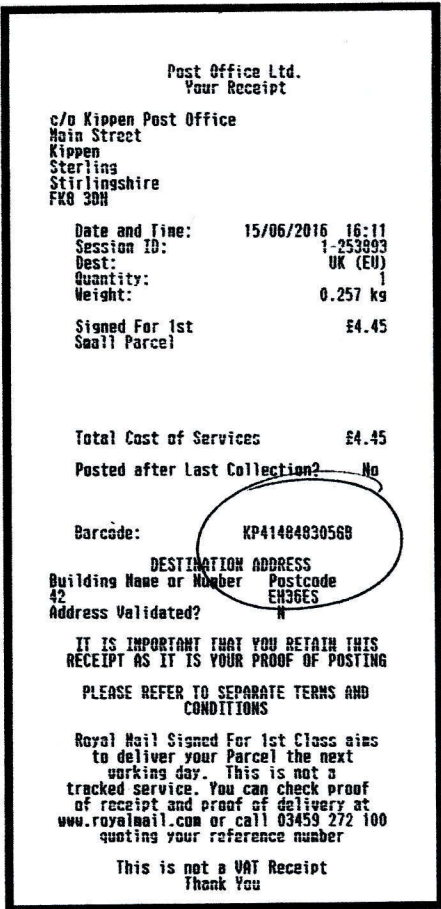 Post Office Ltd.
Your Receipt
c/o Kippen Post Office
Main Street
Kippen
Sterling
Stirlingshire
FK8 3DN
Date and Time: 15/06/2016 16:11
Session ID: 1-253893
Dest: UK (EU)
Quantity: 1
Weight: 0.257 kg
Signed For 1st £4.45
Small Parcel
Total Cost of Services £4.45
Posted after Last Collection? No
Barcode: KP414848305GB
DESTINATION ADDRESS
Building Name or Number Postcode
42 EH36ES
Address Validated? N
IT IS IMPORTANT THAT YOU RETAIN THIS
RECEIPT AS IT IS YOUR PROOF OF POSTING
PLEASE REFER TO SEPARATE TERMS AND
CONDITIONS
Royal Mail Signed For 1st Class aims
to deliver your Parcel the next
working day. This is not a
tracked service. You can check proof
of receipt and proof of delivery at
www.royalmail.com or call 03459 272 100
quoting your reference number
This is not a VAT Receipt
Thank You